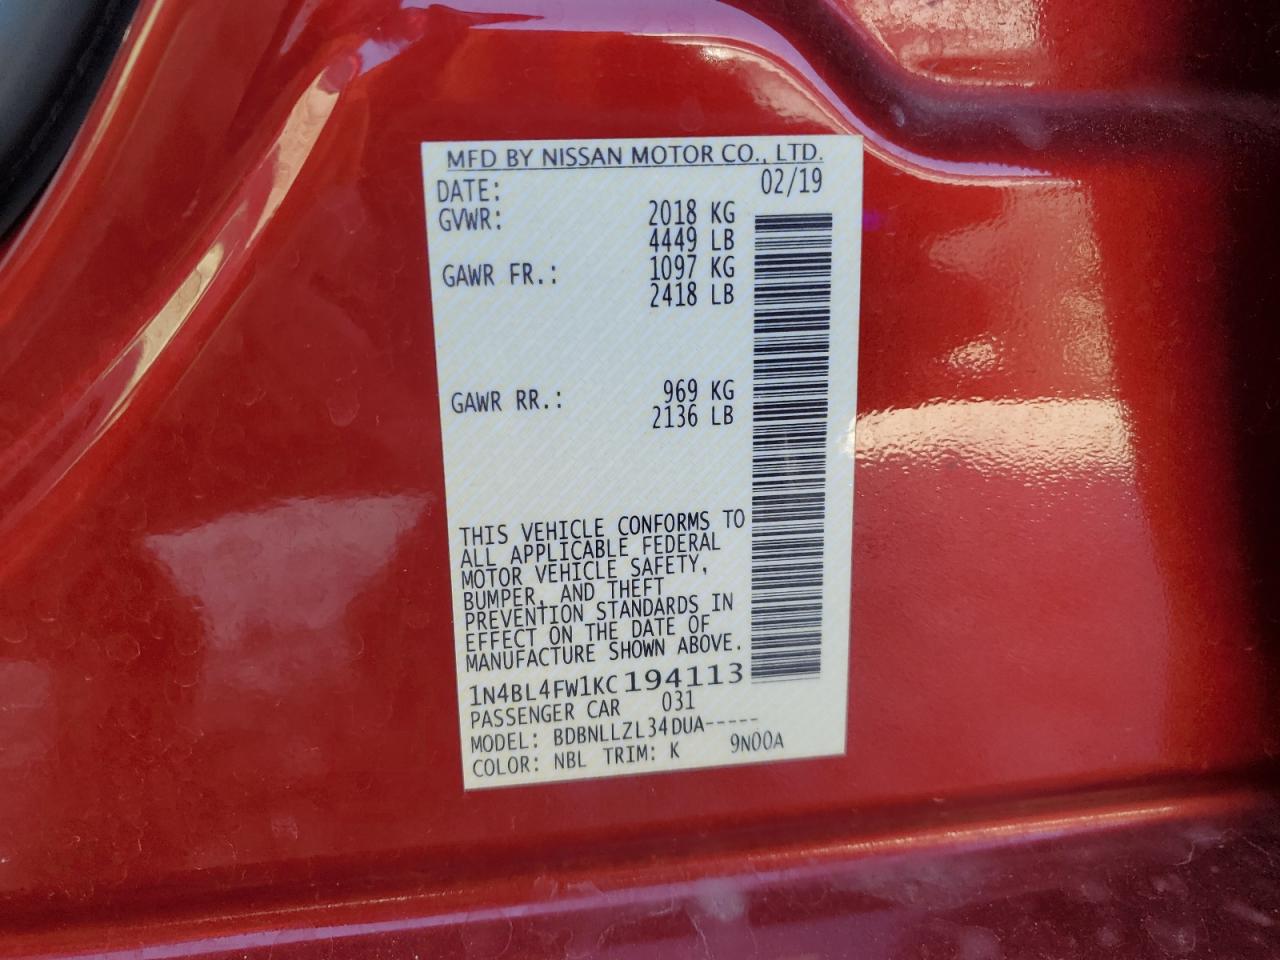 MFD BY NISSAN MOTOR CO., LTD.
DATE: 02/19
GVWR: 2018 KG
4449 LB
GAWR FR.: 1097 KG
2418 LB
GAWR RR.: 969 KG
2136 LB
THIS VEHICLE CONFORMS TO
ALL APPLICABLE FEDERAL
MOTOR VEHICLE SAFETY,
BUMPER, AND THEFT
PREVENTION STANDARDS IN
EFFECT ON THE DATE OF
MANUFACTURE SHOWN ABOVE.
1N4BL4FW1KC194113
PASSENGER CAR 031
MODEL: BDBNLLZL34DUA-----
COLOR: NBL TRIM: K 9N00A